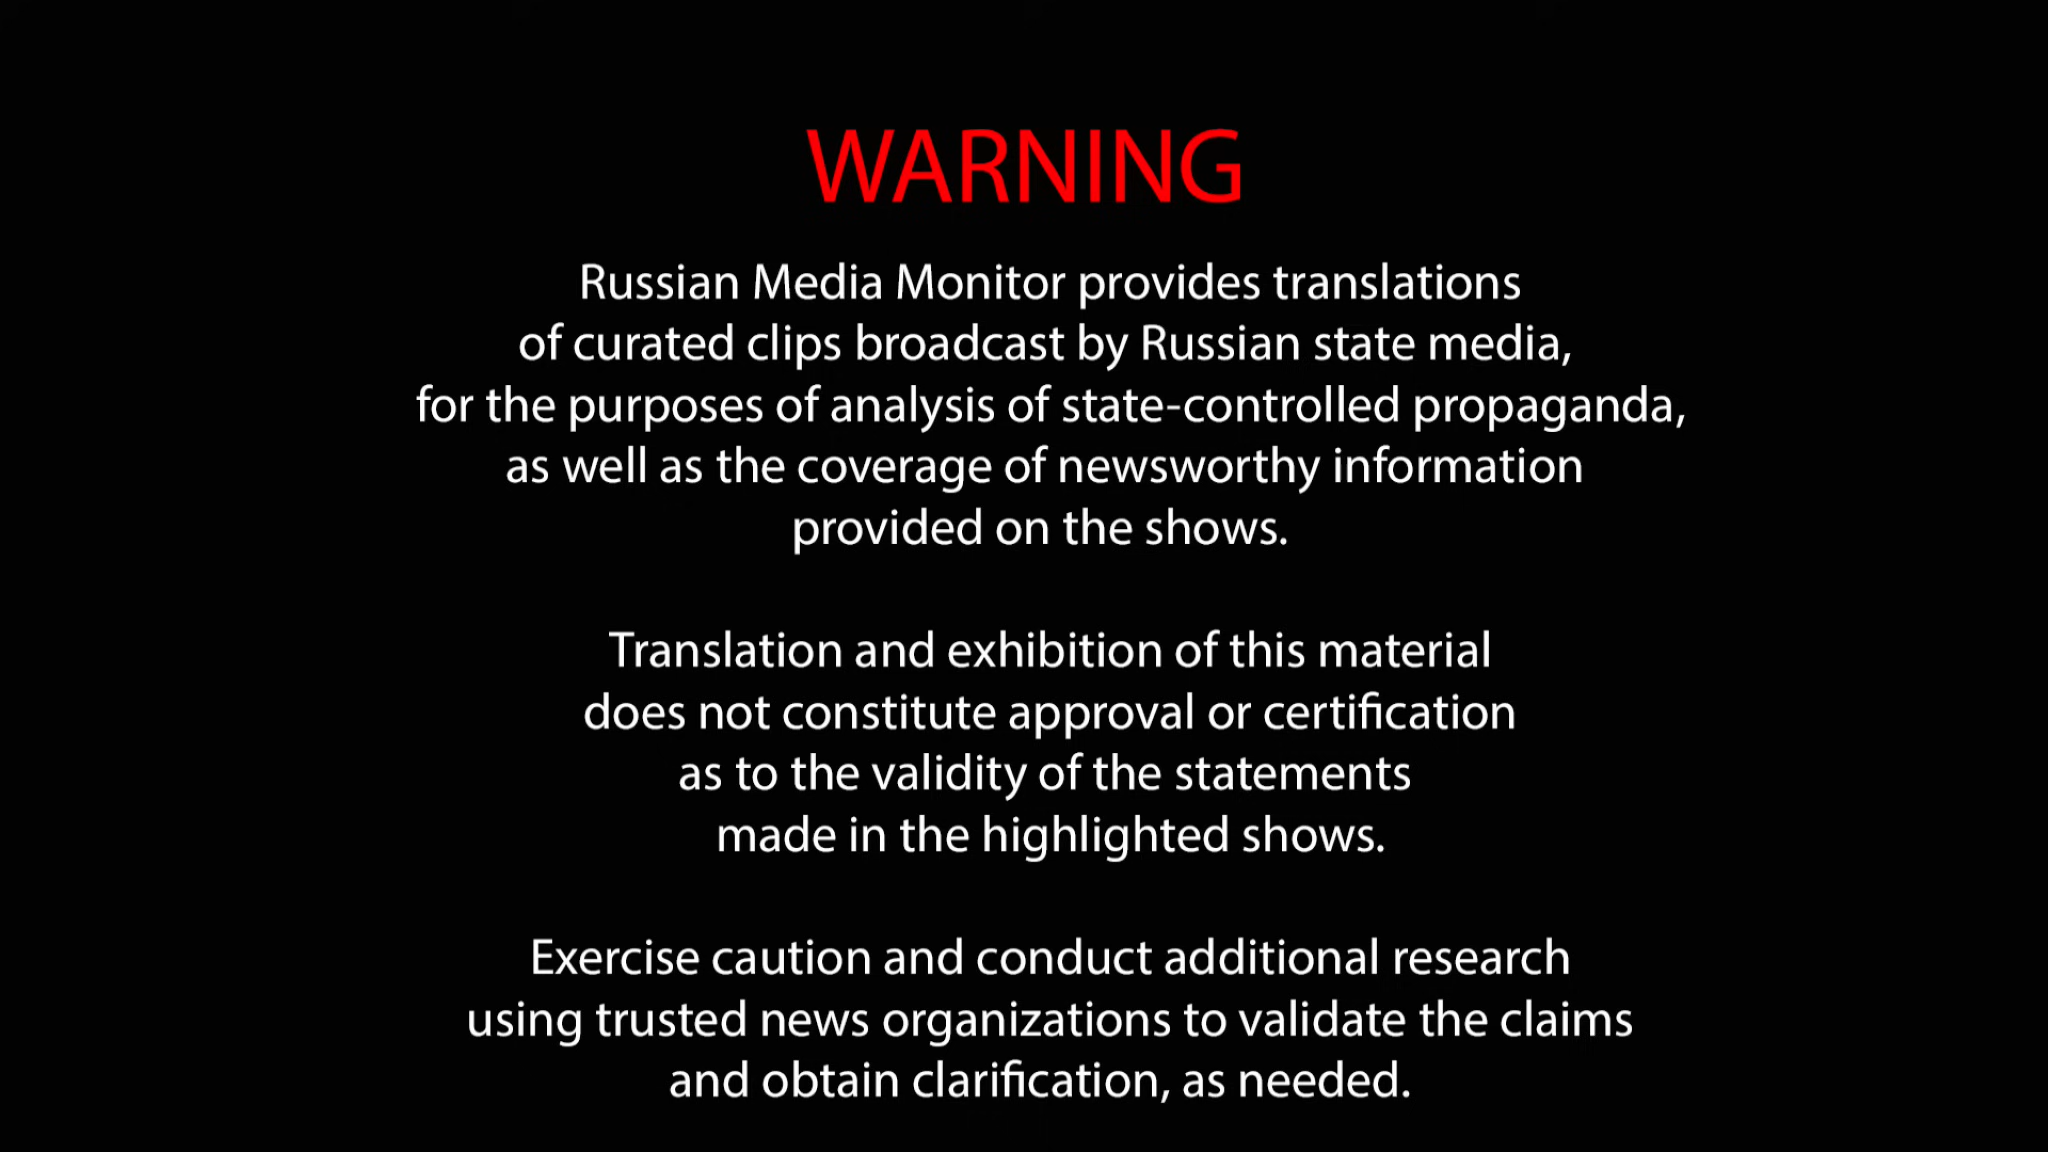 WARNING
Russian Media Monitor provides translations
of curated clips broadcast by Russian state media,
for the purposes of analysis of state-controlled propaganda,
as well as the coverage of newsworthy information
provided on the shows.
Translation and exhibition of this material
does not constitute approval or certification
as to the validity of the statements
made in the highlighted shows.
Exercise caution and conduct additional research
using trusted news organizations to validate the claims
and obtain clarification, as needed.